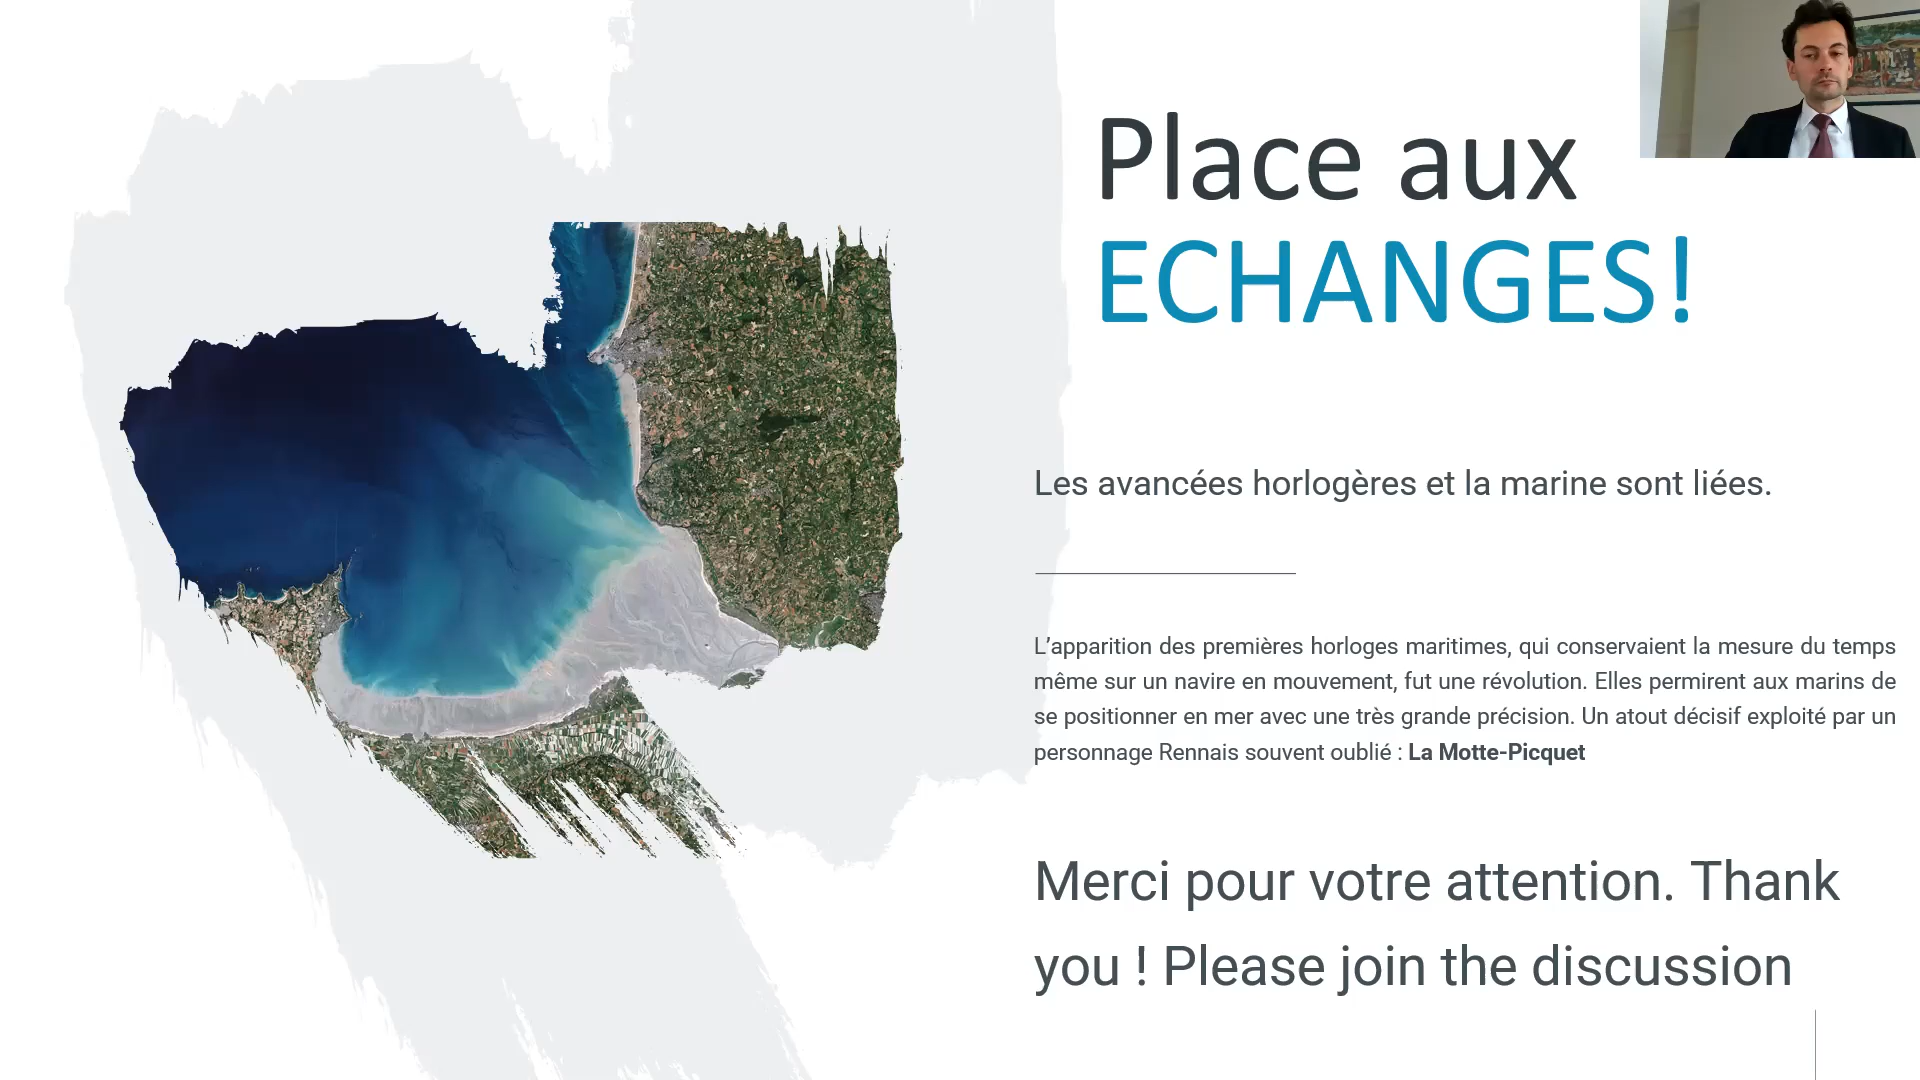 Place aux
ECHANGES!
Les avancées horlogères et la marine sont liées.
L’apparition des premières horloges maritimes, qui conservaient la mesure du temps
même sur un navire en mouvement, fut une révolution. Elles permirent aux marins de
se positionner en mer avec une très grande précision. Un atout décisif exploité par un
personnage Rennais souvent oublié : La Motte-Picquet
Merci pour votre attention. Thank
you ! Please join the discussion